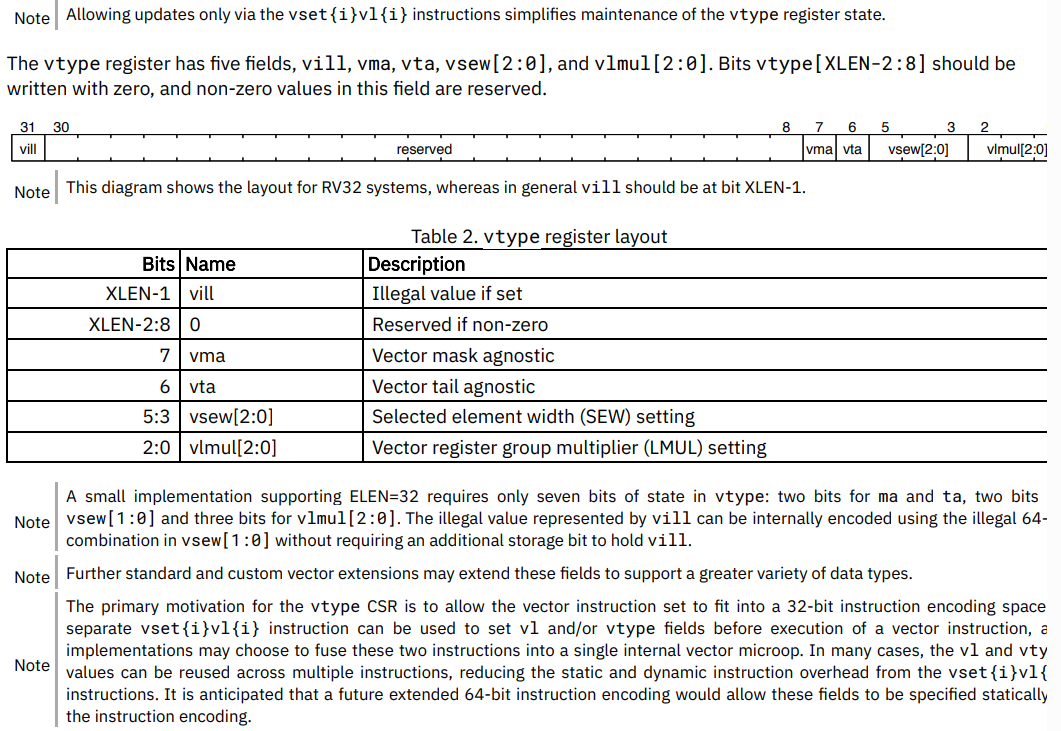 Note Allowing updates only via the vset{i}vl{i} instructions simplifies maintenance of the vtype register state.
The vtype register has five fields, vill, vma, vta, vsew[2:0], and vlmul[2:0]. Bits vtype[XLEN-2:8] should be
written with zero, and non-zero values in this field are reserved.
31 30 8 7 6 5 3 2
vill reserved vma vta vsew[2:0] vlmul[2:0]
Note This diagram shows the layout for RV32 systems, whereas in general vill should be at bit XLEN-1.
Table 2. vtype register layout
Bits Name Description
XLEN-1 vill Illegal value if set
XLEN-2:8 0 Reserved if non-zero
7 vma Vector mask agnostic
6 vta Vector tail agnostic
5:3 vsew[2:0] Selected element width (SEW) setting
2:0 vlmul[2:0] Vector register group multiplier (LMUL) setting
A small implementation supporting ELEN=32 requires only seven bits of state in vtype: two bits for ma and ta, two bits
Note vsew[1:0] and three bits for vlmul[2:0]. The illegal value represented by vill can be internally encoded using the illegal 64-
combination in vsew[1:0] without requiring an additional storage bit to hold vill.
Note Further standard and custom vector extensions may extend these fields to support a greater variety of data types.
The primary motivation for the vtype CSR is to allow the vector instruction set to fit into a 32-bit instruction encoding space
separate vset{i}vl{i} instruction can be used to set vl and/or vtype fields before execution of a vector instruction, a
implementations may choose to fuse these two instructions into a single internal vector microop. In many cases, the vl and vty
Note values can be reused across multiple instructions, reducing the static and dynamic instruction overhead from the vset{i}vl{
instructions. It is anticipated that a future extended 64-bit instruction encoding would allow these fields to be specified statically
the instruction encoding.